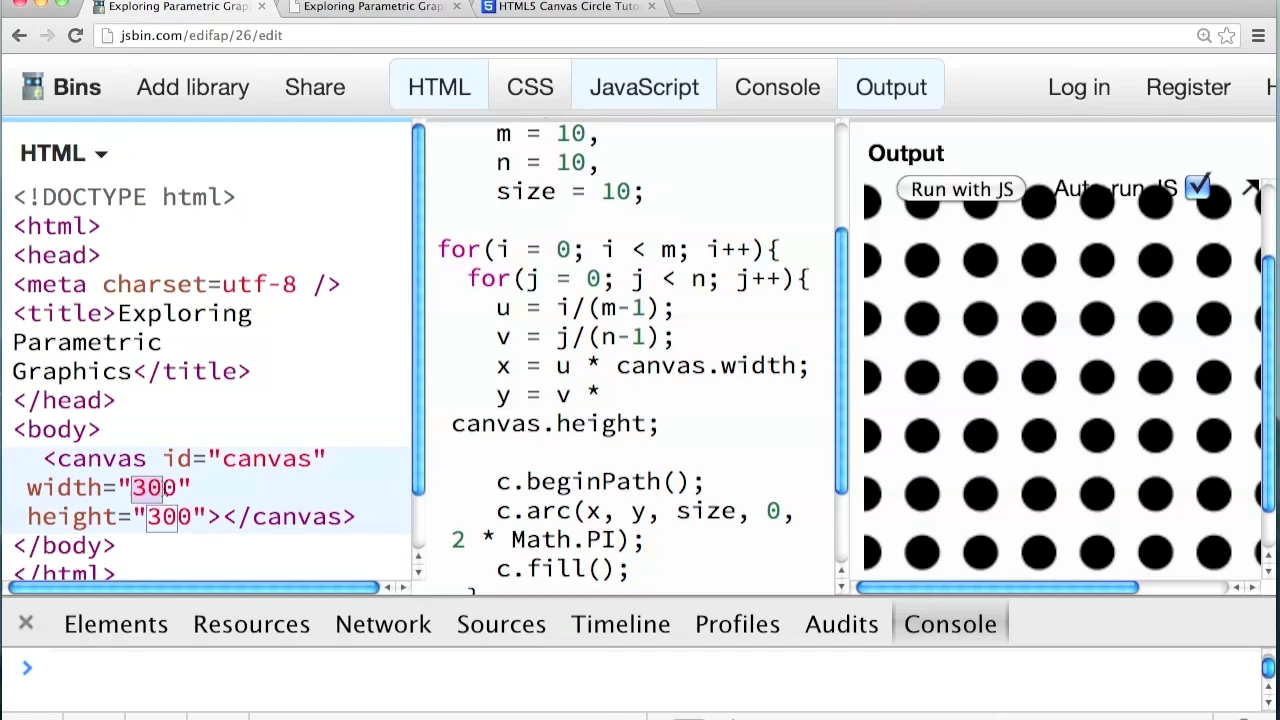 Exploring Parametric Grap
Exploring Parametric Grap
HTML5 Canvas Circle Tuto
jsbin.com/edifap/26/edit
Bins
Add library
Share
HTML
CSS
JavaScript
Console
Output
Log in
Register
H
HTML
<!DOCTYPE html>
<html>
<head>
<meta charset=utf-8 />
<title>Exploring
Parametric
Graphics</title>
</head>
<body>
<canvas id="canvas"
width="300"
height="300"></canvas>
</body>
</html>
m = 10,
n = 10,
size = 10;
for(i = 0; i < m; i++){
for(j = 0; j < n; j++){
u = i/(m-1);
v = j/(n-1);
x = u * canvas.width;
y = v *
canvas.height;
c.beginPath();
c.arc(x, y, size, 0,
2 * Math.PI);
c.fill();
}
Output
Run with JS
Auto-run JS
Elements
Resources
Network
Sources
Timeline
Profiles
Audits
Console